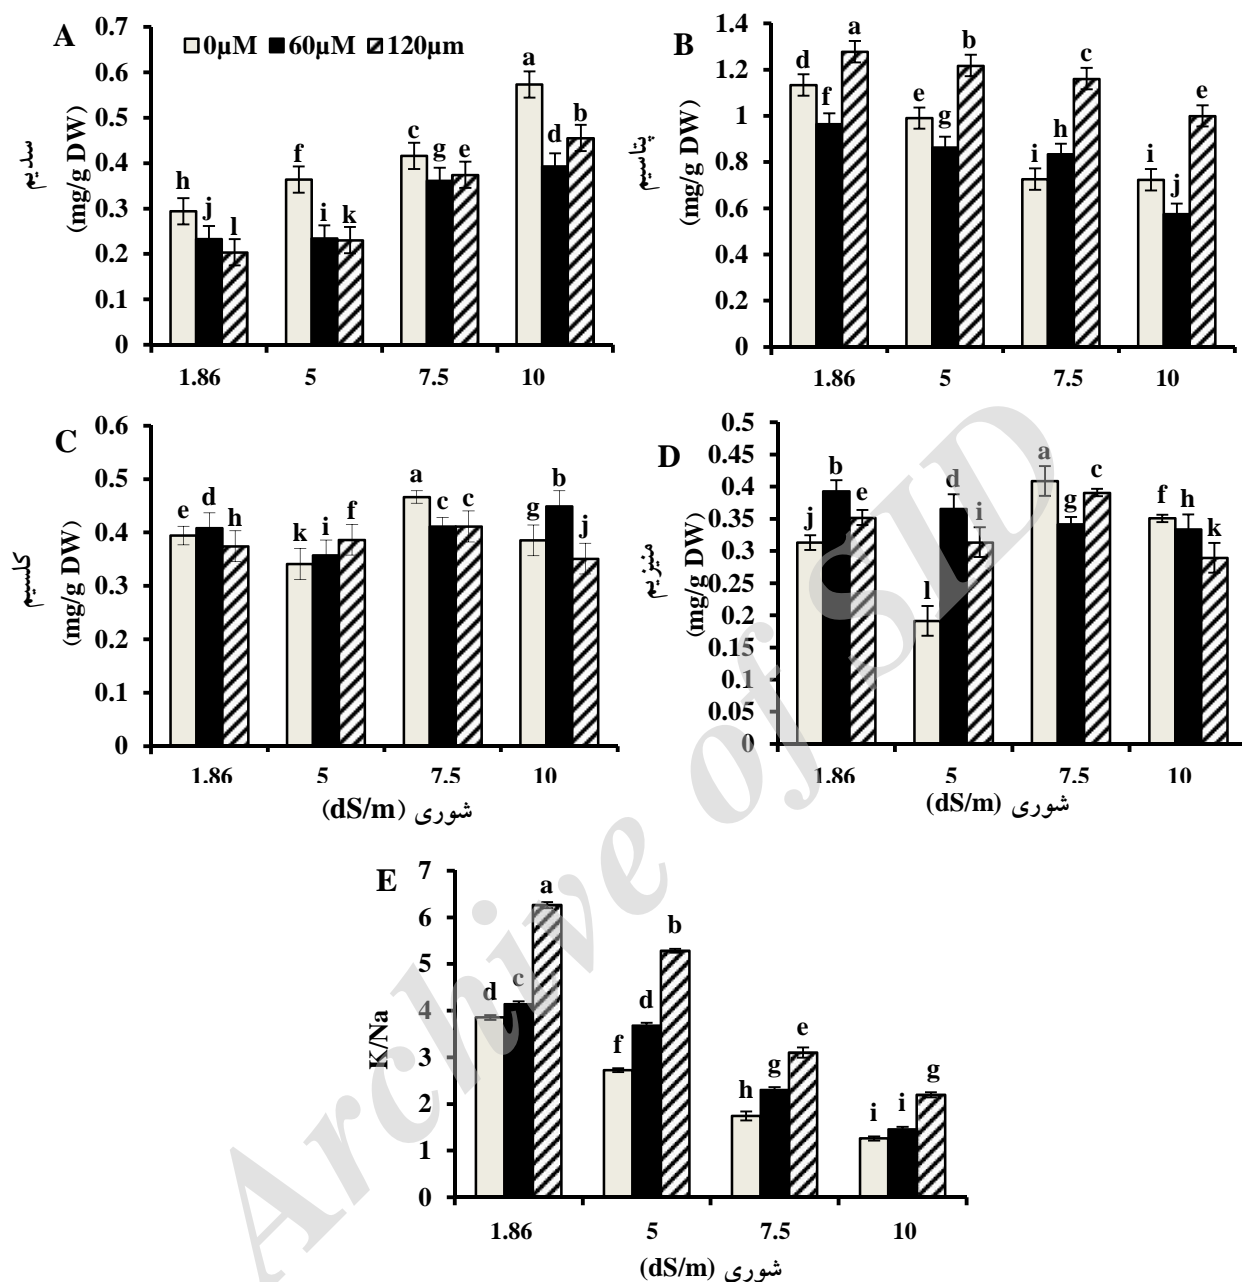 A
0µM 60µM 120µm
سدیم
(mg/g DW)
0.7
0.6
0.5
0.4
0.3
0.2
0.1
0
h j l f i k c g e a d b
1.86 5 7.5 10
B
پتاسیم
(mg/g DW)
1.4
1.2
1
0.8
0.6
0.4
0.2
0
d f a e g b i h c i j e
1.86 5 7.5 10
C
کلسیم
(mg/g DW)
0.6
0.5
0.4
0.3
0.2
0.1
0
e d h k i f a c c g b j
1.86 5 7.5 10
شوری (dS/m)
D
منیزیم
(mg/g DW)
0.5
0.45
0.4
0.35
0.3
0.25
0.2
0.15
0.1
0.05
0
j b e l d i a g c f h k
1.86 5 7.5 10
شوری (dS/m)
E
K/Na
7
6
5
4
3
2
1
0
d c a f d b h g e i i g
1.86 5 7.5 10
شوری (dS/m)
Archive of SID